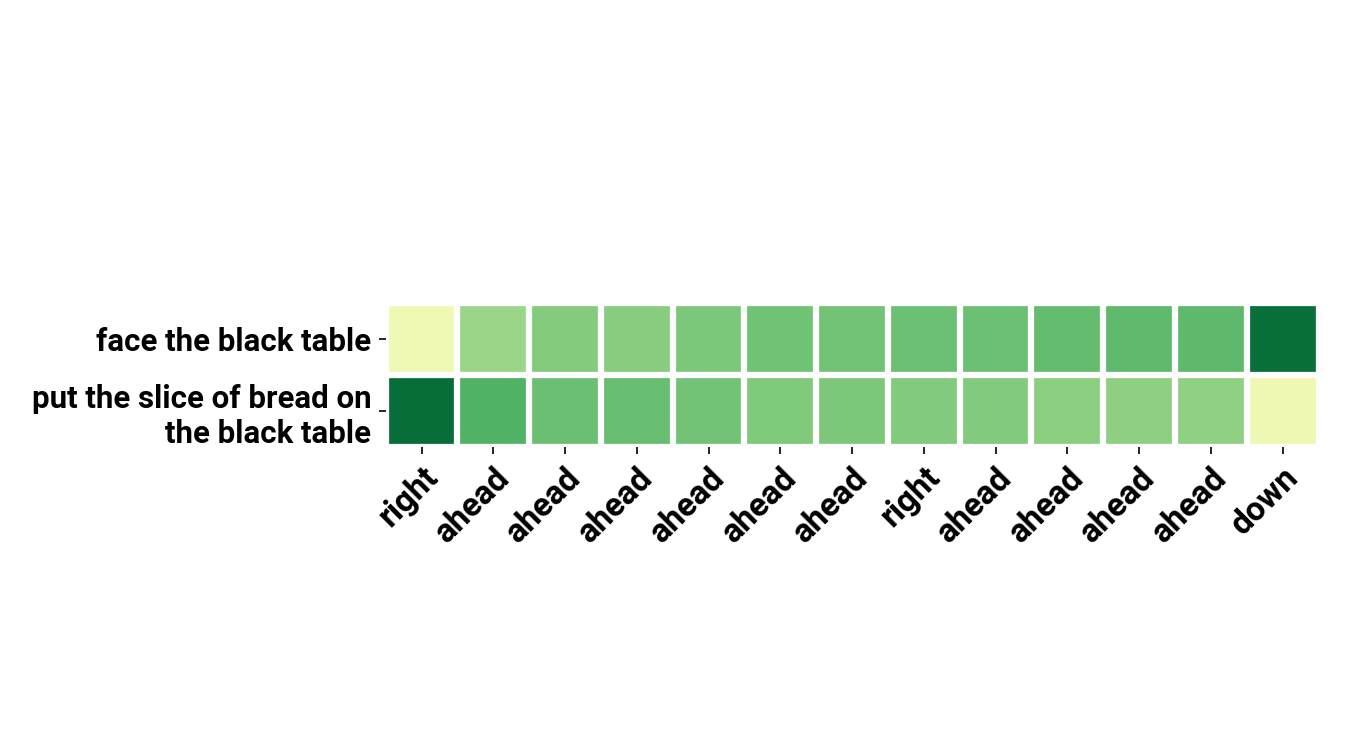 face the black table
put the slice of bread on
the black table
right
ahead
ahead
ahead
ahead
ahead
ahead
right
ahead
ahead
ahead
ahead
down